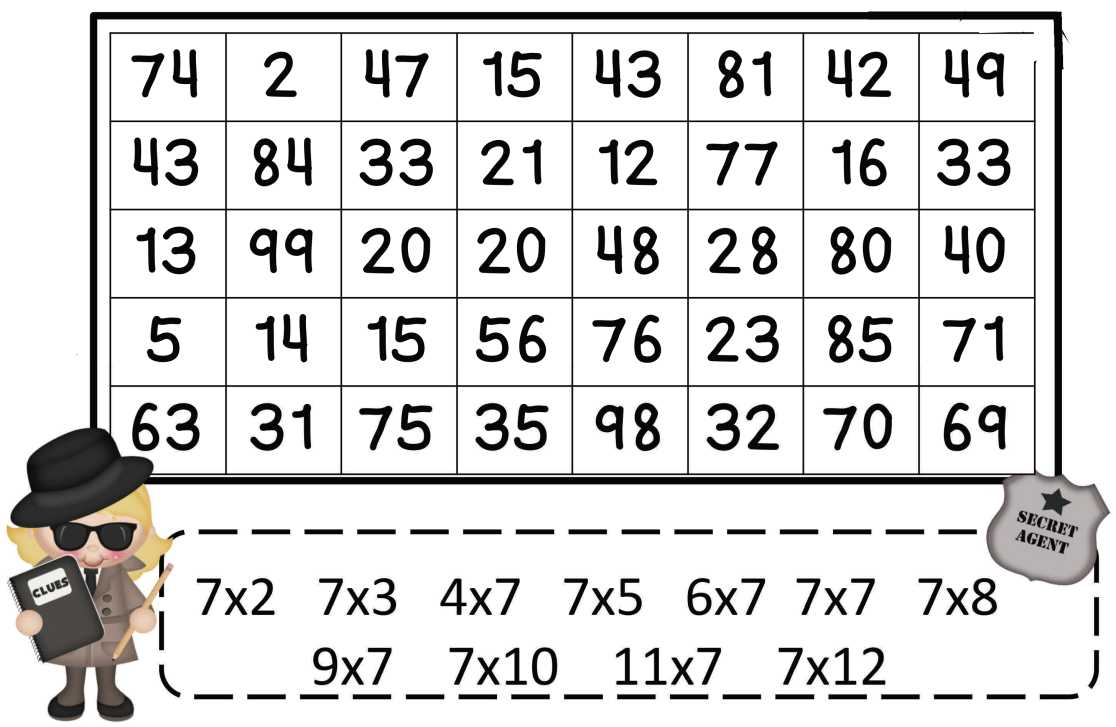 74 2 47 15 43 81 42 49
43 84 33 21 12 77 16 33
13 99 20 20 48 28 80 40
5 14 15 56 76 23 85 71
63 31 75 35 98 32 70 69
SECRET
AGENT
CLUES
7x2 7x3 4x7 7x5 6x7 7x7 7x8
9x7 7x10 11x7 7x12